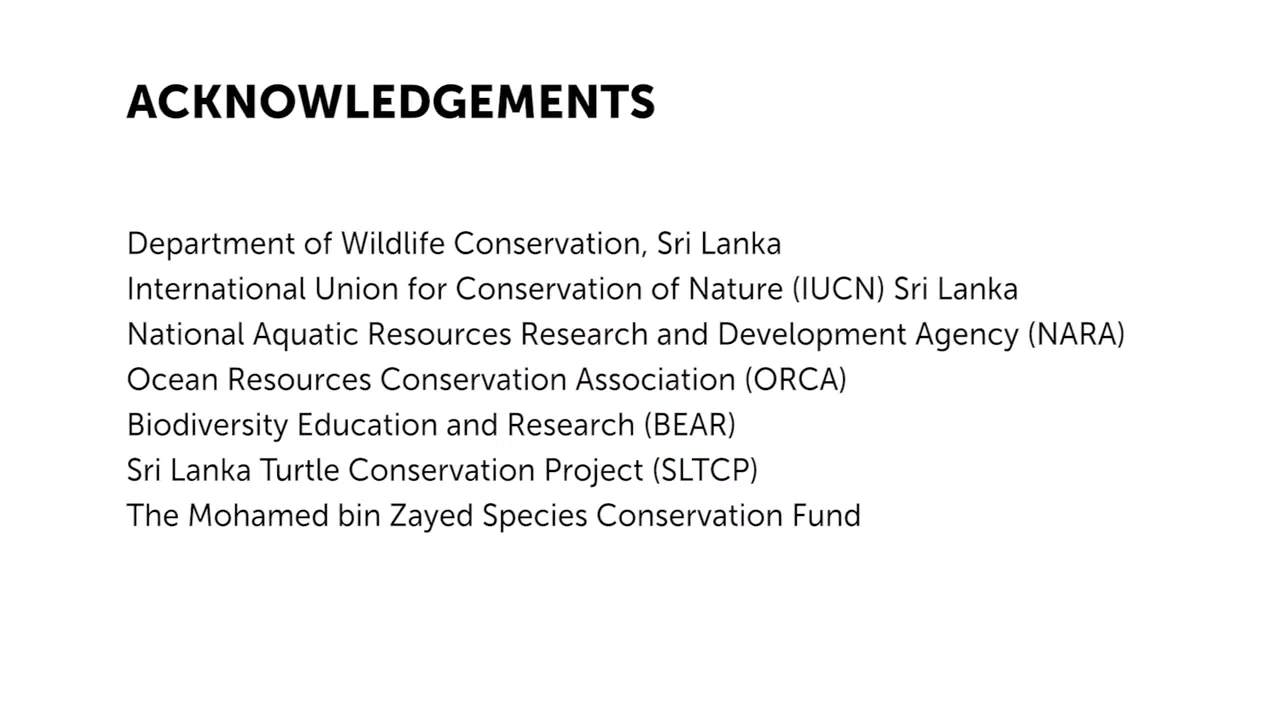 ACKNOWLEDGEMENTS
Department of Wildlife Conservation, Sri Lanka
International Union for Conservation of Nature (IUCN) Sri Lanka
National Aquatic Resources Research and Development Agency (NARA)
Ocean Resources Conservation Association (ORCA)
Biodiversity Education and Research (BEAR)
Sri Lanka Turtle Conservation Project (SLTCP)
The Mohamed bin Zayed Species Conservation Fund